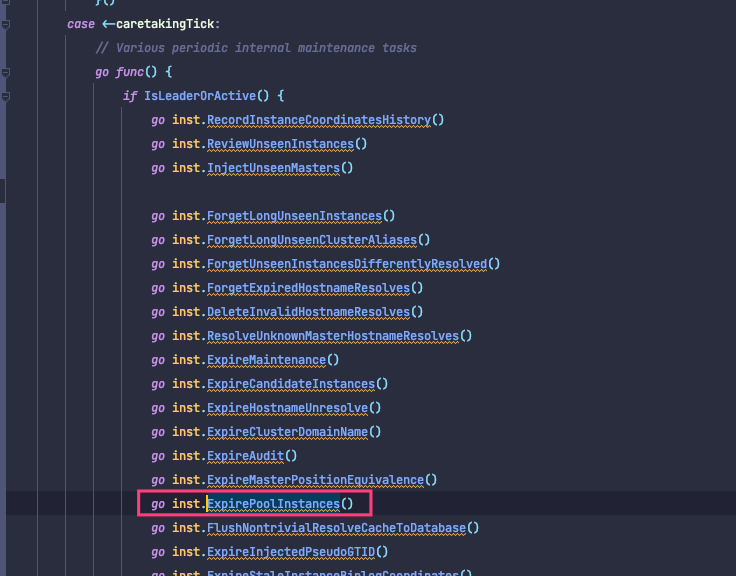 }()
case <-caretakingTick:
// Various periodic internal maintenance tasks
go func() {
if IsLeaderOrActive() {
go inst.RecordInstanceCoordinatesHistory()
go inst.ReviewUnseenInstances()
go inst.InjectUnseenMasters()
go inst.ForgetLongUnseenInstances()
go inst.ForgetLongUnseenClusterAliases()
go inst.ForgetUnseenInstancesDifferentlyResolved()
go inst.ForgetExpiredHostnameResolves()
go inst.DeleteInvalidHostnameResolves()
go inst.ResolveUnknownMasterHostnameResolves()
go inst.ExpireMaintenance()
go inst.ExpireCandidateInstances()
go inst.ExpireHostnameUnresolve()
go inst.ExpireClusterDomainName()
go inst.ExpireAudit()
go inst.ExpireMasterPositionEquivalence()
go inst.ExpirePoolInstances()
go inst.FlushNontrivialResolveCacheToDatabase()
go inst.ExpireInjectedPseudoGTID()
go inst.ExpireStaleInstanceBinlogCoordinates()